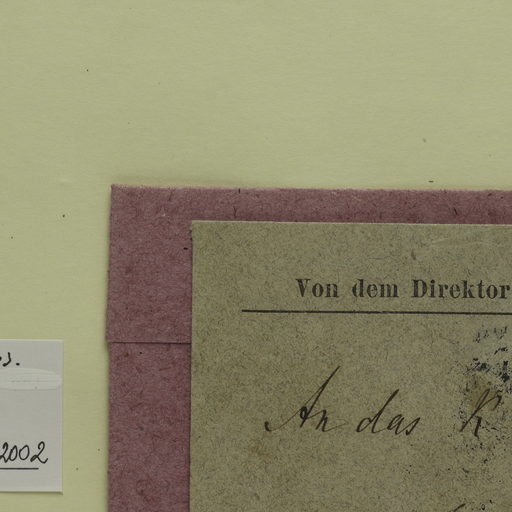 Von dem Direktor
An das K
2002